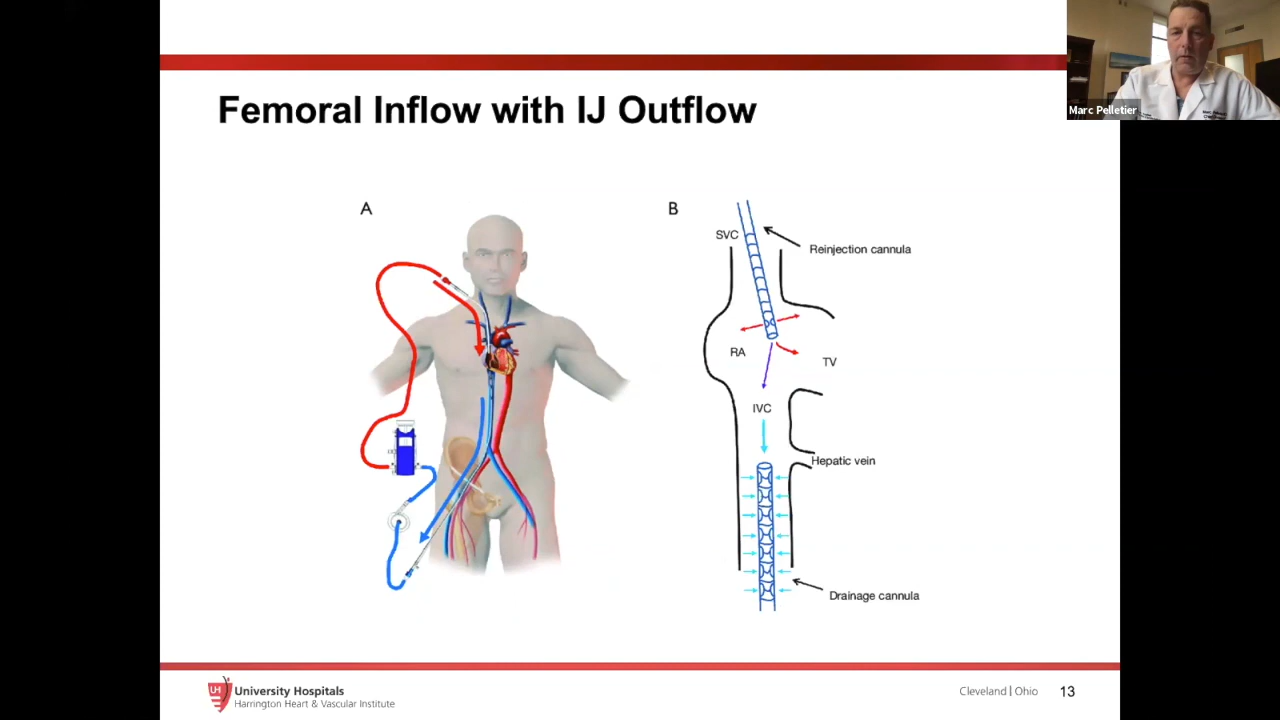 Marc Pelletier
Femoral Inflow with IJ Outflow
A
B
SVC
Reinjection cannula
RA
TV
IVC
Hepatic vein
Drainage cannula
UH
University Hospitals
Harrington Heart & Vascular Institute
Cleveland | Ohio
13